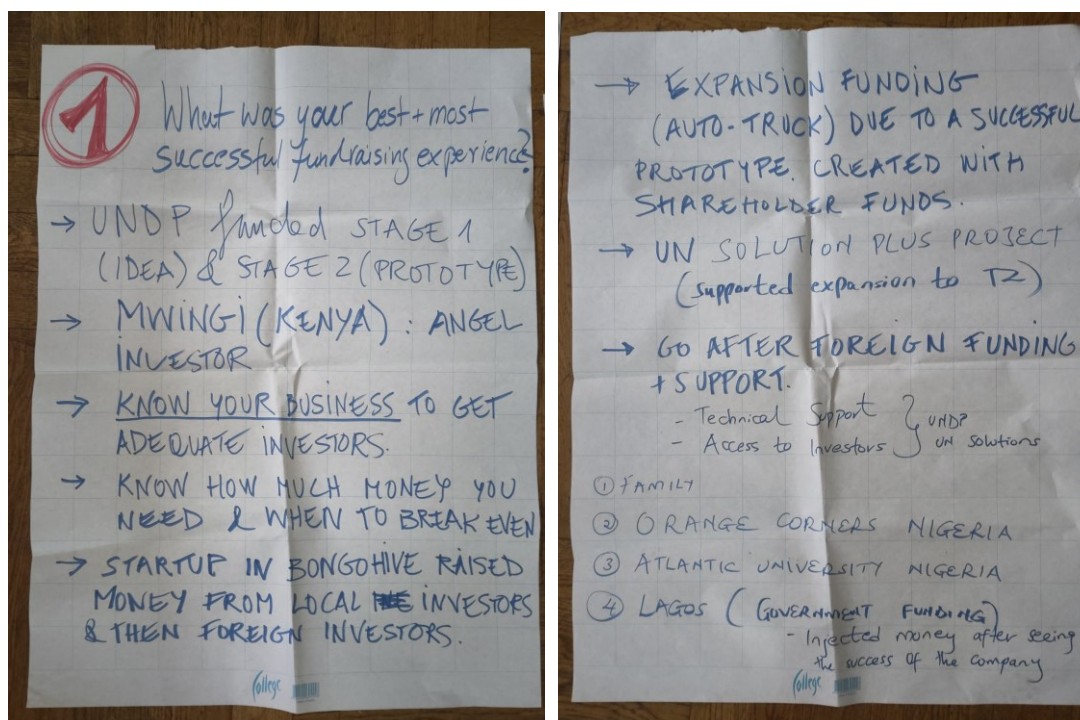 1
What was your best + most
successful fundraising experience?
→ UNDP funded STAGE 1
(IDEA) & STAGE 2 (PROTOTYPE)
→ MWINGI (KENYA) : ANGEL
INVESTOR
→ KNOW YOUR BUSINESS TO GET
ADEQUATE INVESTORS.
→ KNOW HOW MUCH MONEY YOU
NEED & WHEN TO BREAK EVEN
→ STARTUP IN BONGOHIVE RAISED
MONEY FROM LOCAL INVESTORS
& THEN FOREIGN INVESTORS.
College
→ EXPANSION FUNDING
(AUTO-TRUCK) DUE TO A SUCCESSFUL
PROTOTYPE. CREATED WITH
SHAREHOLDER FUNDS.
→ UN SOLUTION PLUS PROJECT
(supported expansion to TZ)
→ GO AFTER FOREIGN FUNDING
+ SUPPORT.
- Technical Support } UNDP
- Access to Investors UN Solutions
① FAMILY
② ORANGE CORNERS NIGERIA
③ ATLANTIC UNIVERSITY NIGERIA
④ LAGOS (GOVERNMENT FUNDING)
- Injected money after seeing
the success of the company
College